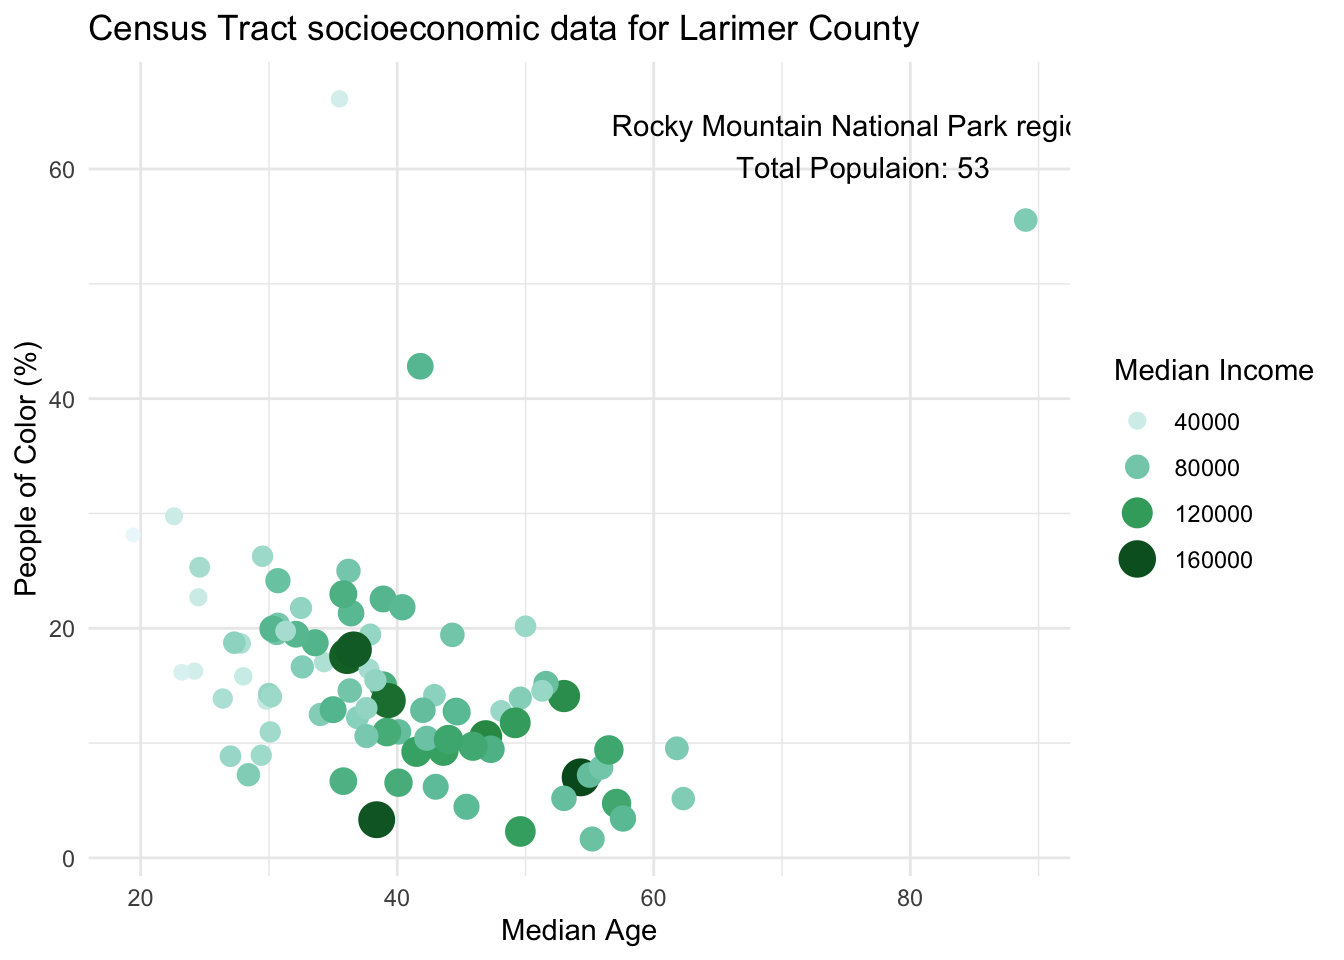 Census Tract socioeconomic data for Larimer County
Rocky Mountain National Park regio
Total Populaion: 53
People of Color (%)
60
40
20
0
20
40
60
80
Median Age
Median Income
40000
80000
120000
160000